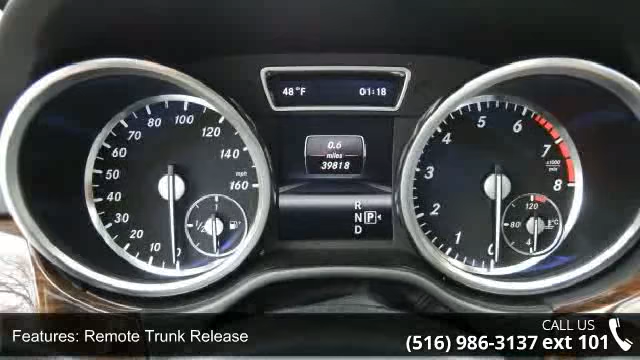 48°F 01:18
0.6
miles
39818
R
N P
D
0
10
20
30
40
50
60
70
80
100
120
140
mph
160
1
1/2
0
1
2
3
4
5
6
7
8
x1000
min
120
80
°C
Features: Remote Trunk Release
CALL US
(516) 986-3137 ext 101